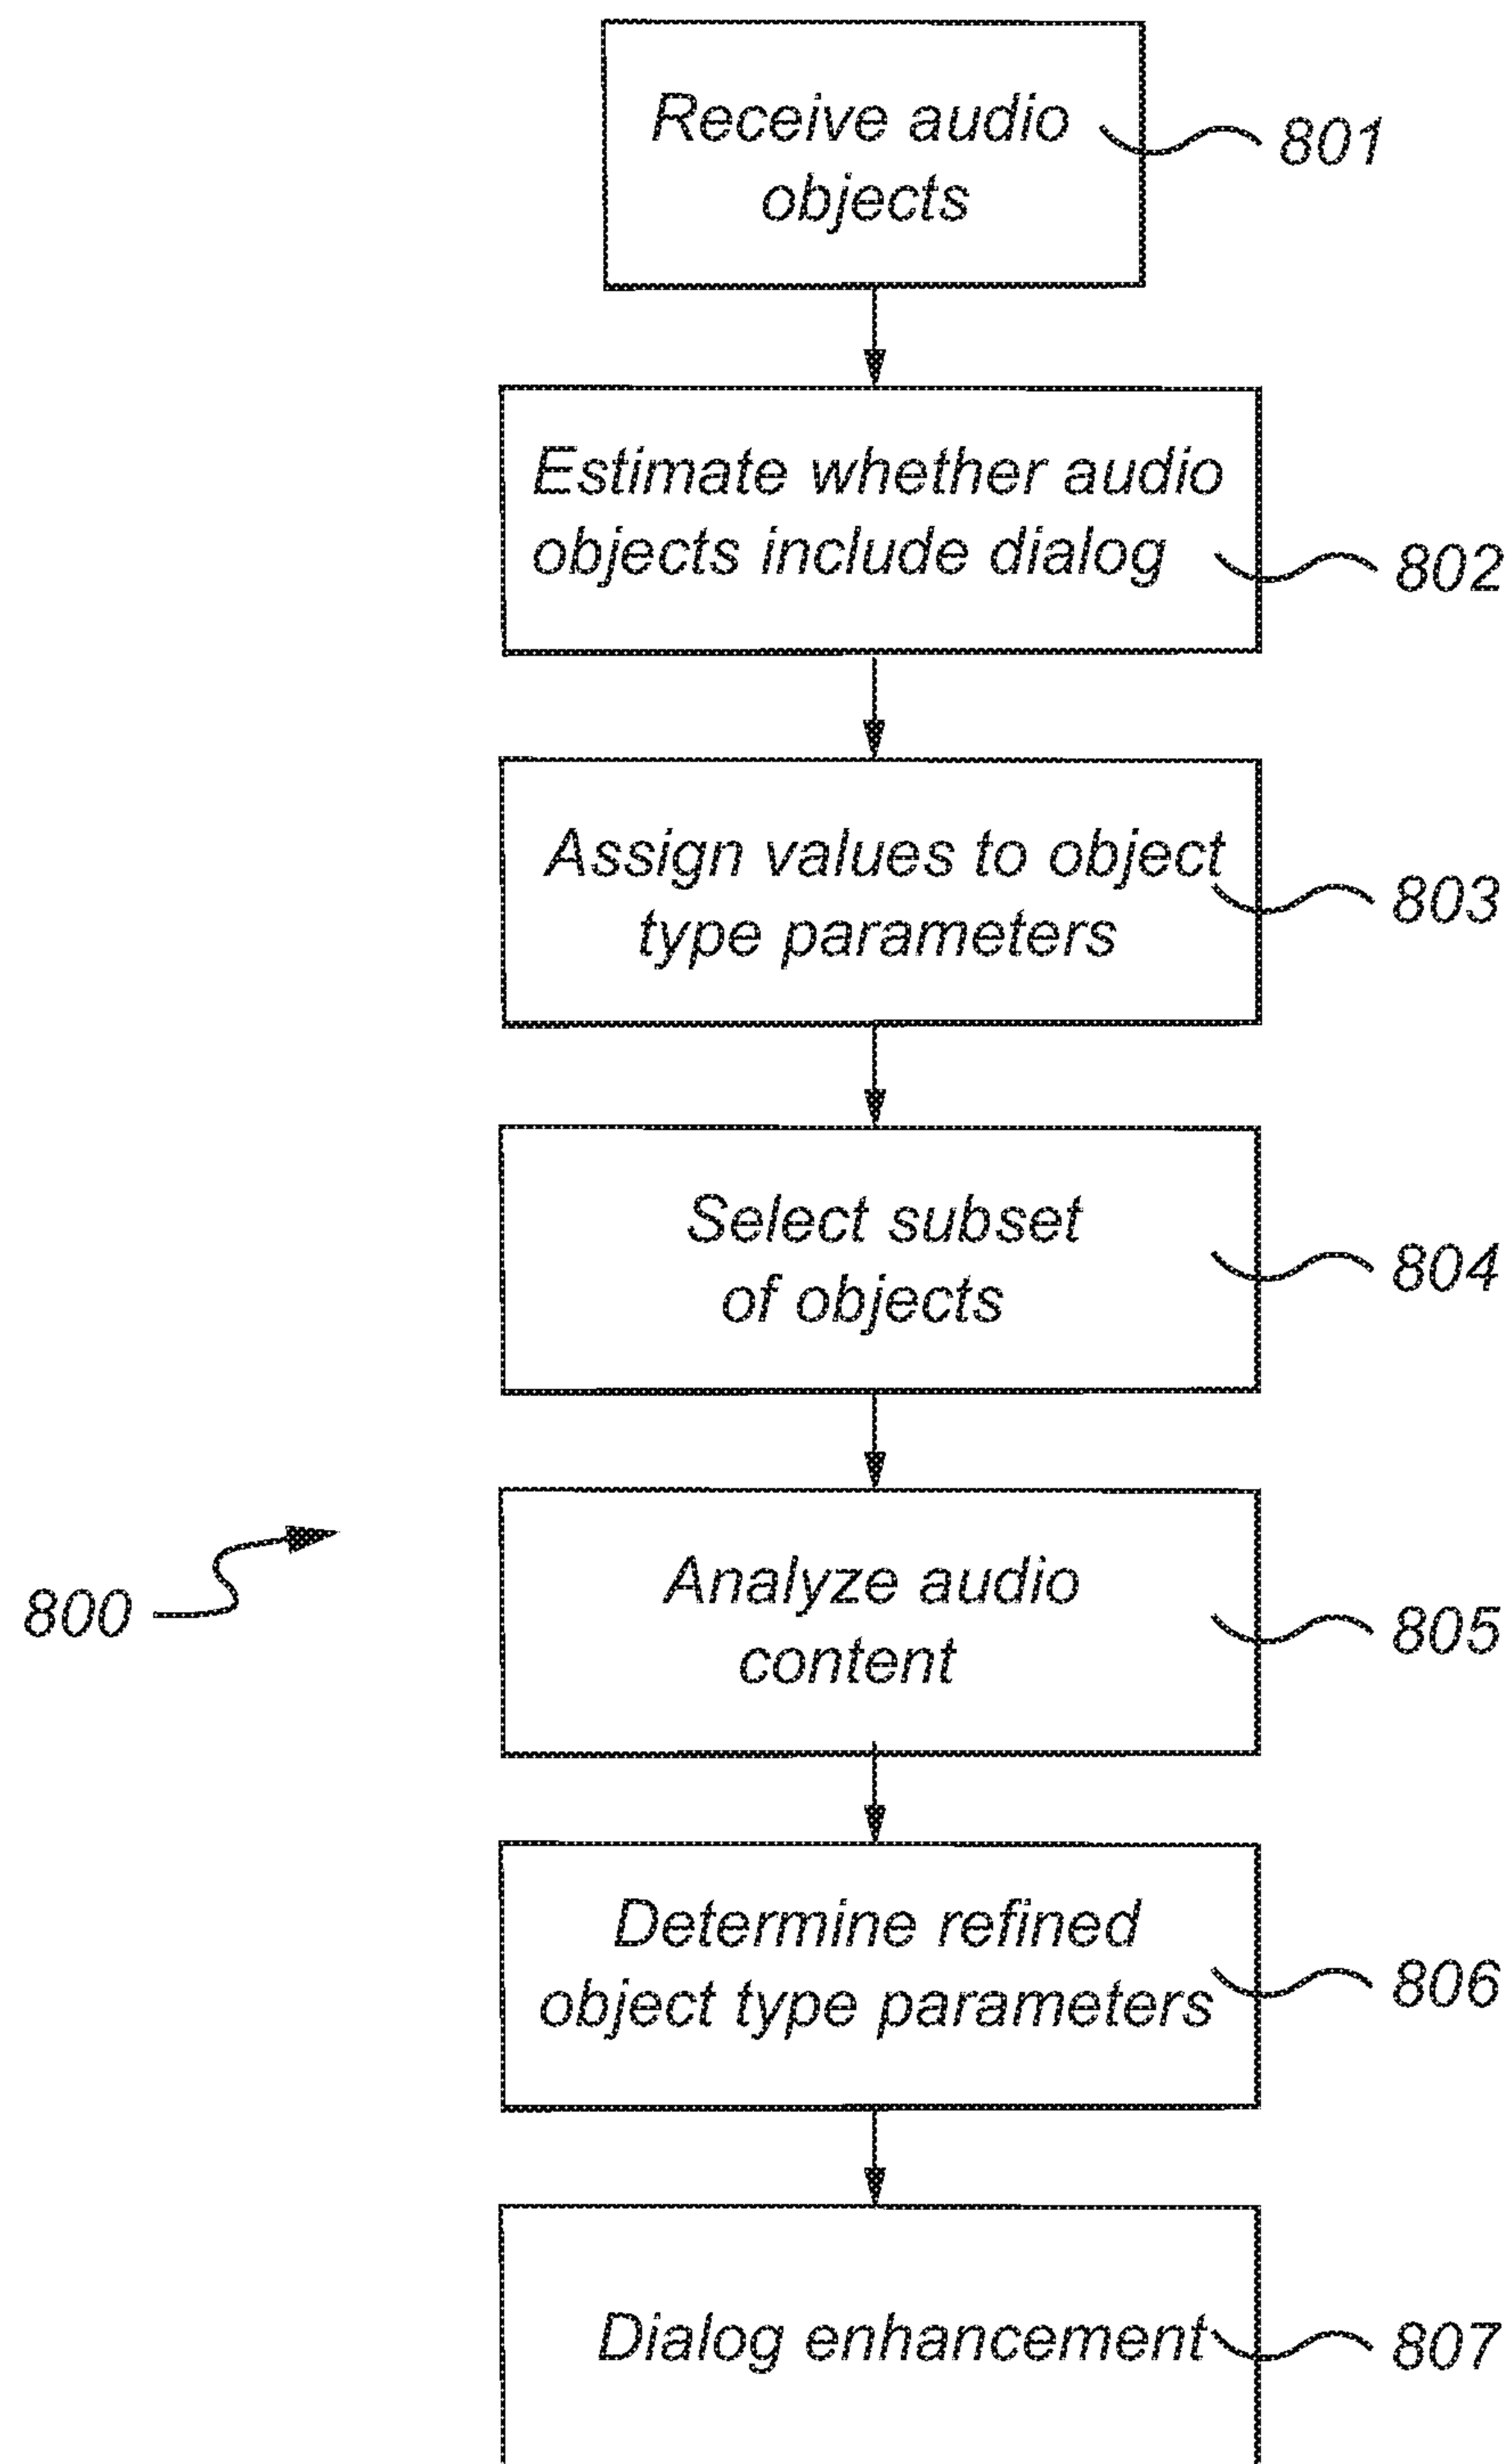 Receive audio
objects
801
Estimate whether audio
objects include dialog
802
Assign values to object
type parameters
803
Select subset
of objects
804
800
Analyze audio
content
805
Determine refined
object type parameters
806
Dialog enhancement
807